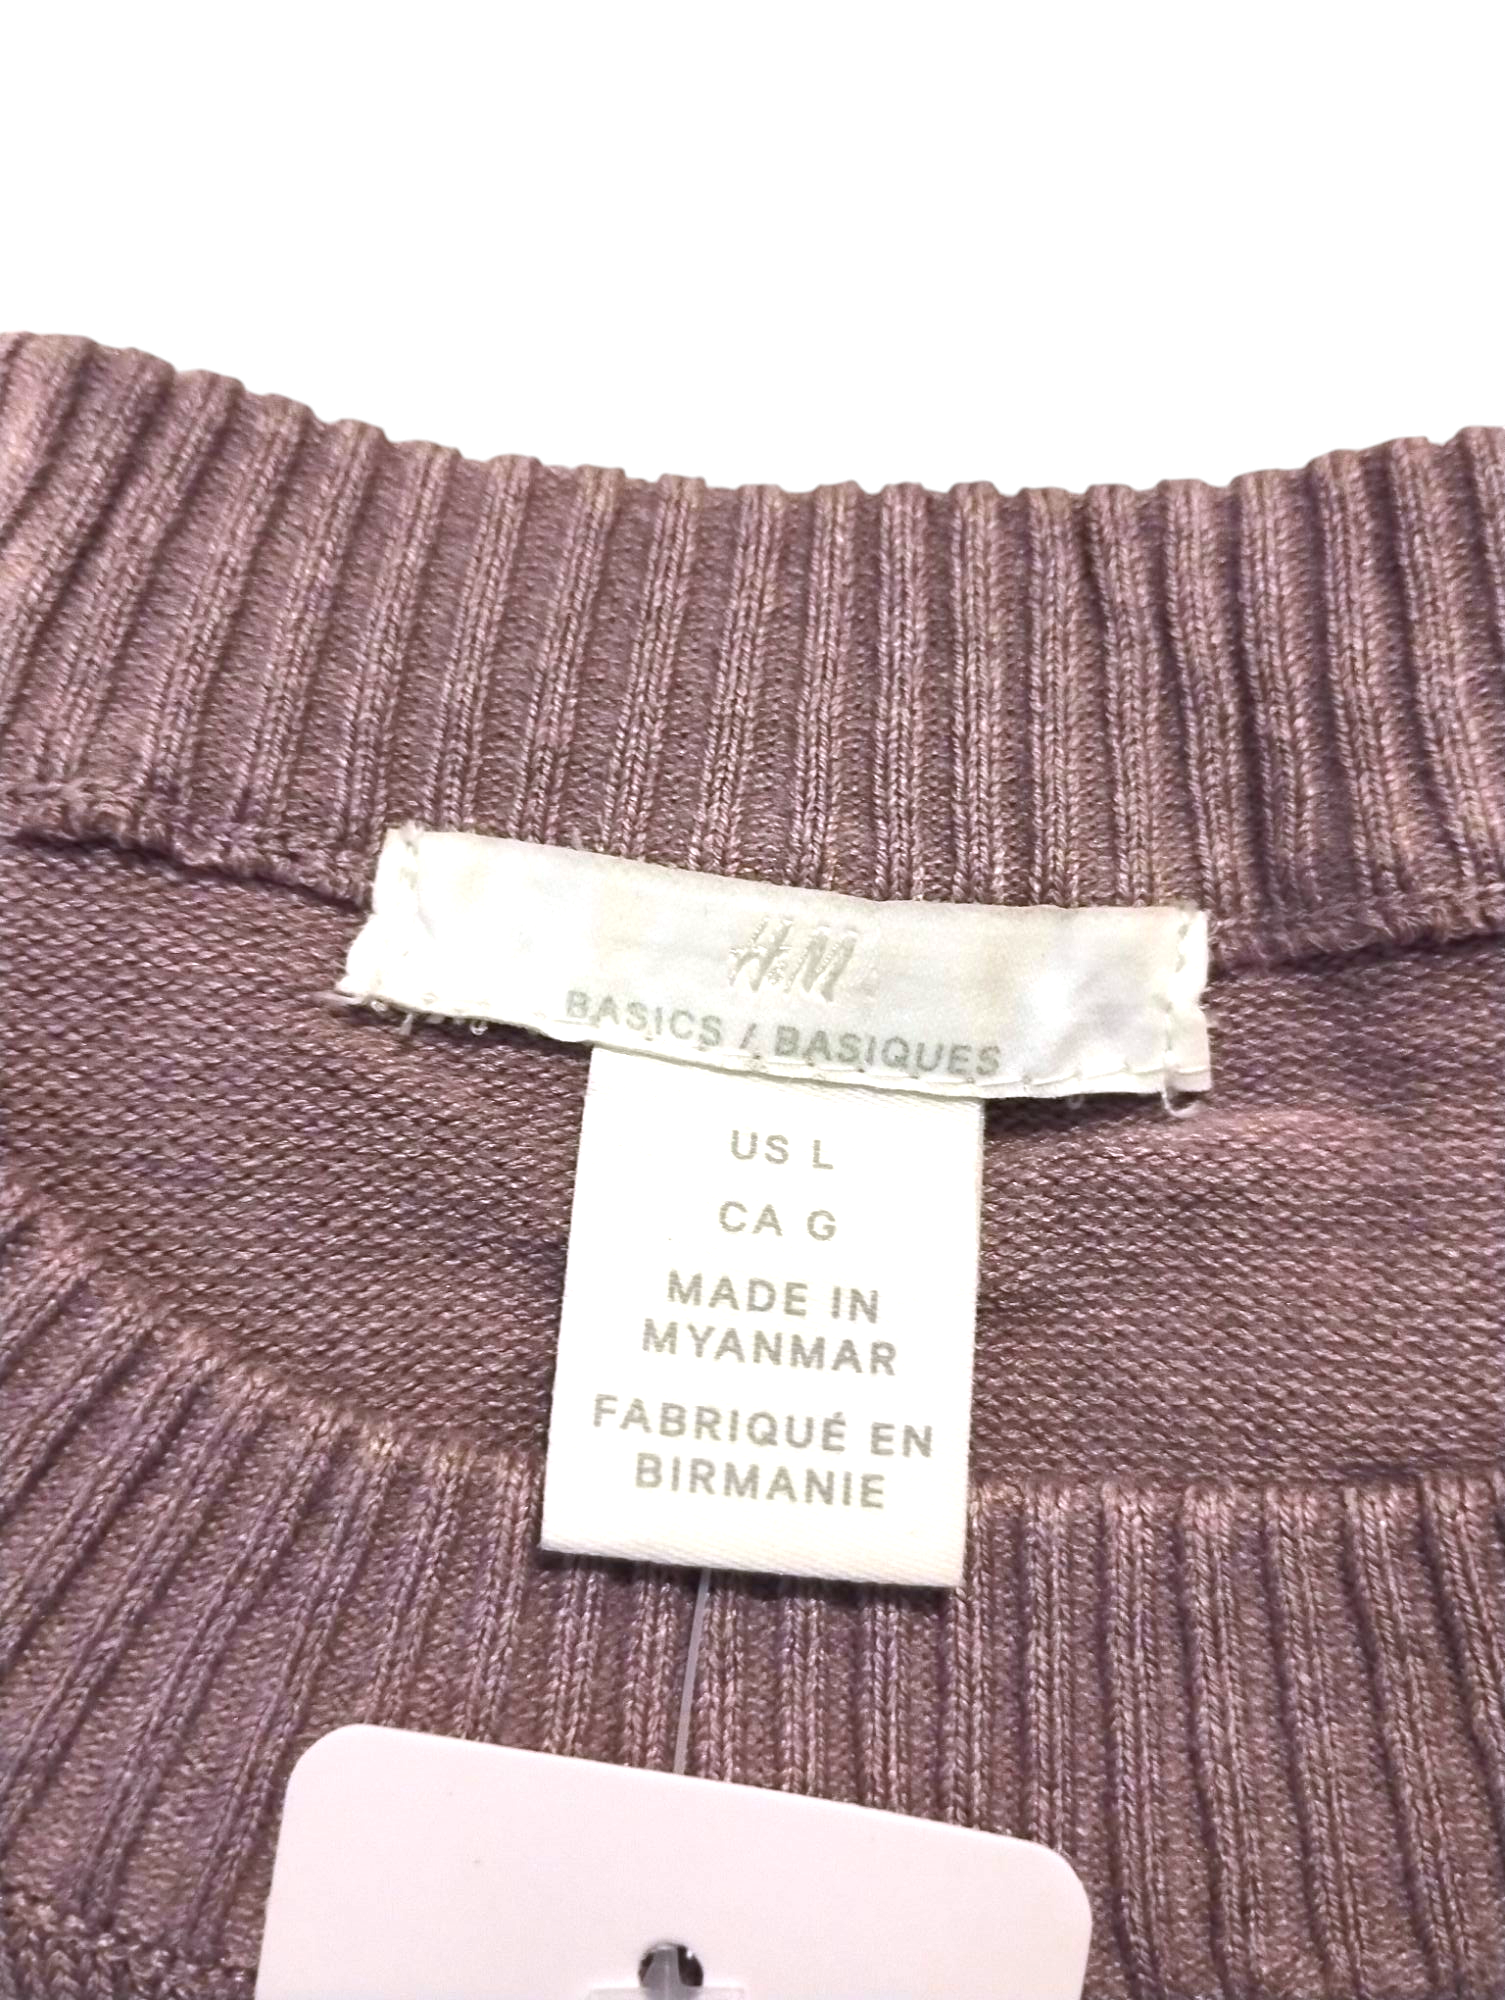 H&M
BASICS / BASIQUES
US L
CA G
MADE IN
MYANMAR
FABRIQUÉ EN
BIRMANIE